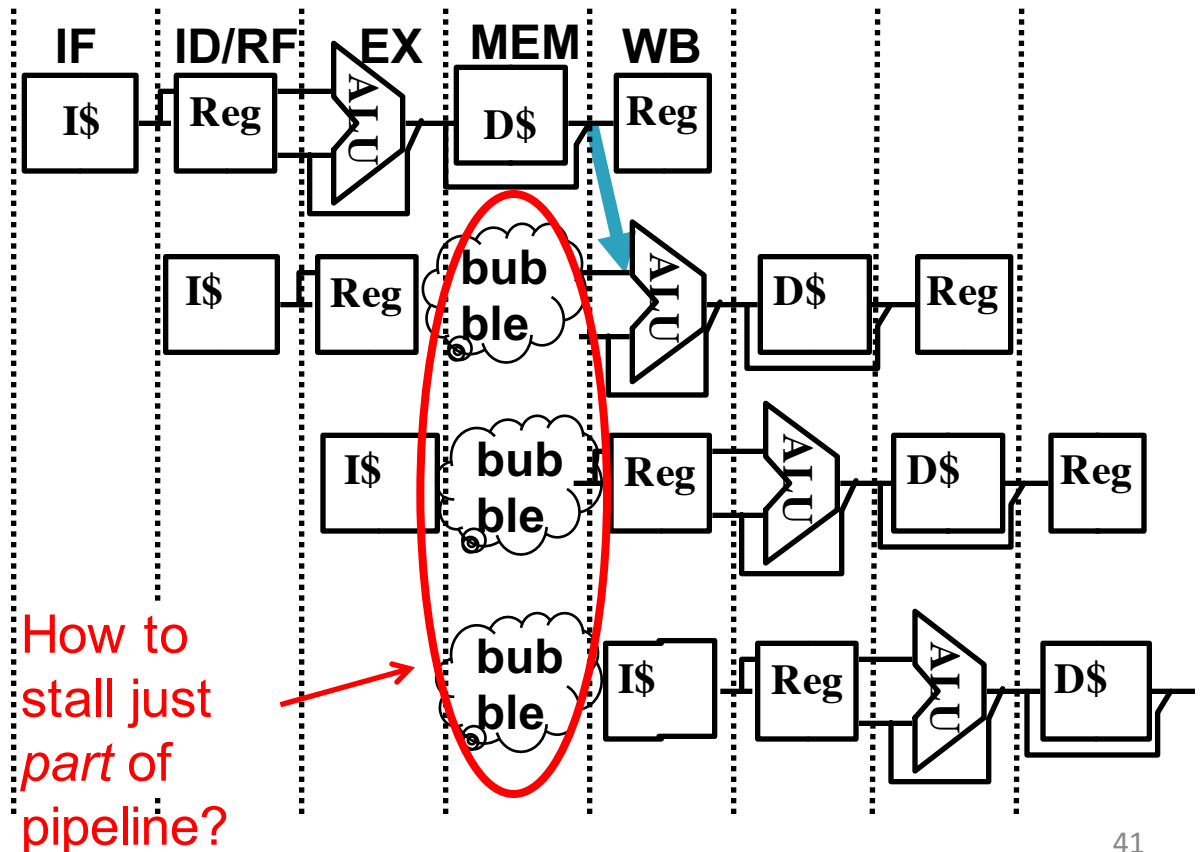 IF ID/RF EX MEM WB
I$ Reg ALU D$ Reg
I$ Reg bub ALU D$ Reg
ble
I$ bub Reg ALU D$ Reg
ble
How to
stall just
part of
pipeline?
bub I$ Reg ALU D$
ble
41